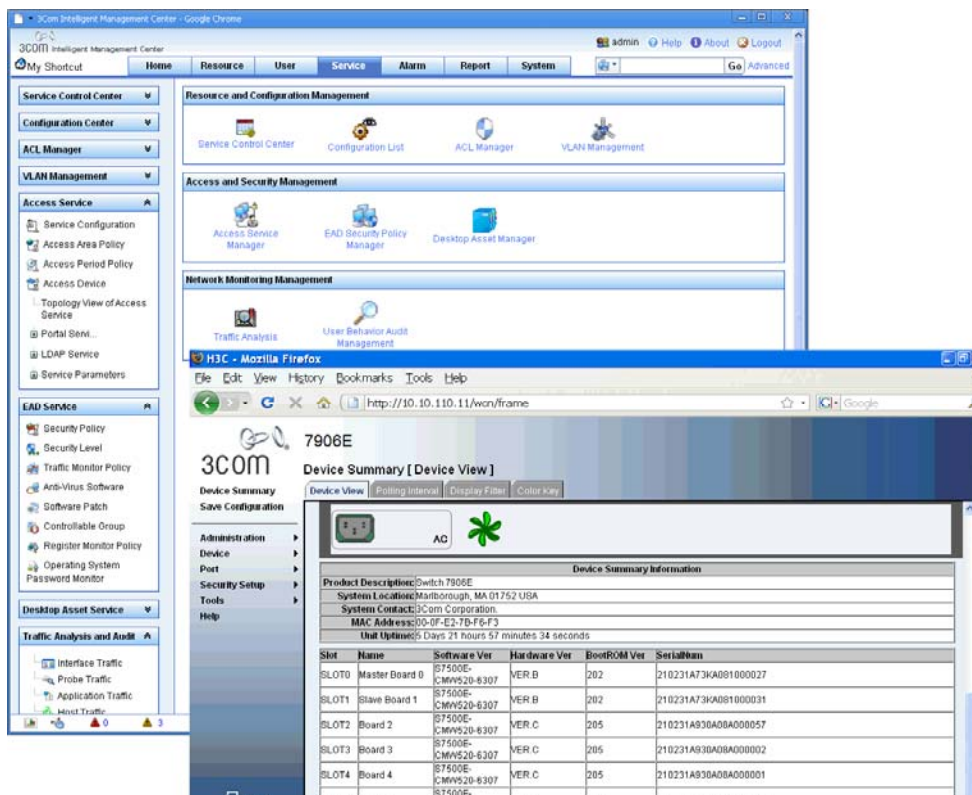 3Com Intelligent Management Center - Google Chrome
3COM Intelligent Management Center
admin Help About Logout
My Shortcut Home Resource User Service Alarm Report System Go Advanced
Service Control Center
Configuration Center
ACL Manager
VLAN Management
Access Service
Service Configuration
Access Area Policy
Access Period Policy
Access Device
Topology View of Access
Service
Portal Servi...
LDAP Service
Service Parameters
EAD Service
Security Policy
Security Level
Traffic Monitor Policy
Anti-Virus Software
Software Patch
Controllable Group
Register Monitor Policy
Operating System
Password Monitor
Desktop Asset Service
Traffic Analysis and Audit
Interface Traffic
Probe Traffic
Application Traffic
Host Traffic
0 3
Resource and Configuration Management
Service Control Center Configuration List ACL Manager VLAN Management
Access and Security Management
Access Service
Manager
EAD Security Policy
Manager
Desktop Asset Manager
Network Monitoring Management
Traffic Analysis
User Behavior Audit
Management
H3C - Mozilla Firefox
File Edit View History Bookmarks Tools Help
http://10.10.110.11/wcn/frame
Google
3COM
7906E
Device Summary [ Device View ]
Device View Polling Interval Display Filter Color Key
Device Summary
Save Configuration
Administration
Device
Port
Security Setup
Tools
Help
AC
Device Summary Information
Product Description: Switch 7906E
System Location: Marlborough, MA 01752 USA
System Contact: 3Com Corporation.
MAC Address: 00-0F-E2-7B-F6-F3
Unit Uptime: 5 Days 21 hours 57 minutes 34 seconds
Slot Name Software Ver Hardware Ver BootROM Ver SerialNum
SLOT0 Master Board 0 S7500E-CMW520-6307 VER.B 202 210231A73KA081000027
SLOT1 Slave Board 1 S7500E-CMW520-6307 VER.B 202 210231A73KA081000031
SLOT2 Board 2 S7500E-CMW520-6307 VER.C 205 210231A930A08A000057
SLOT3 Board 3 S7500E-CMW520-6307 VER.C 205 210231A930A08A000002
SLOT4 Board 4 S7500E-CMW520-6307 VER.C 205 210231A930A08A000001
S7500E-